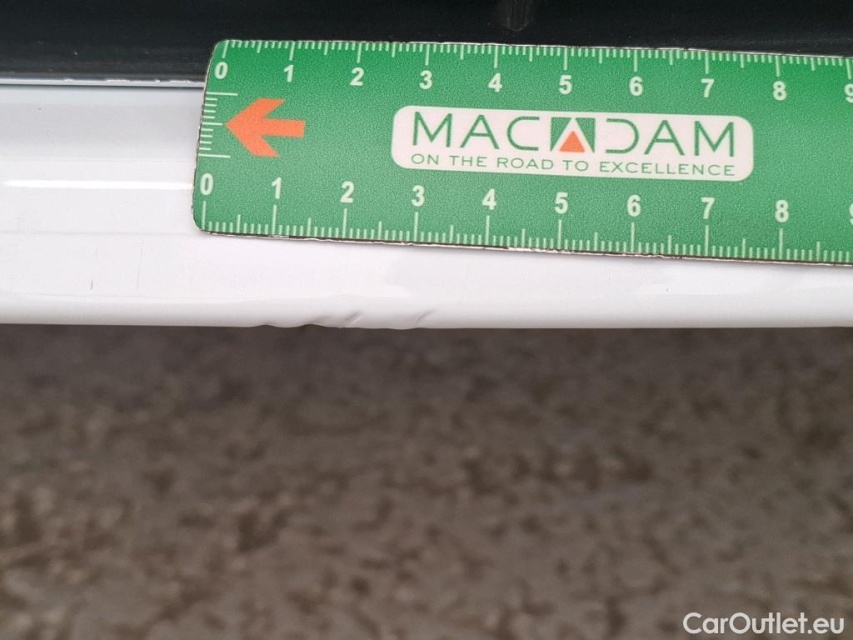 0 1 2 3 4 5 6 7 8 9
MACADAM
ON THE ROAD TO EXCELLENCE
0 1 2 3 4 5 6 7 8
CarOutlet.eu